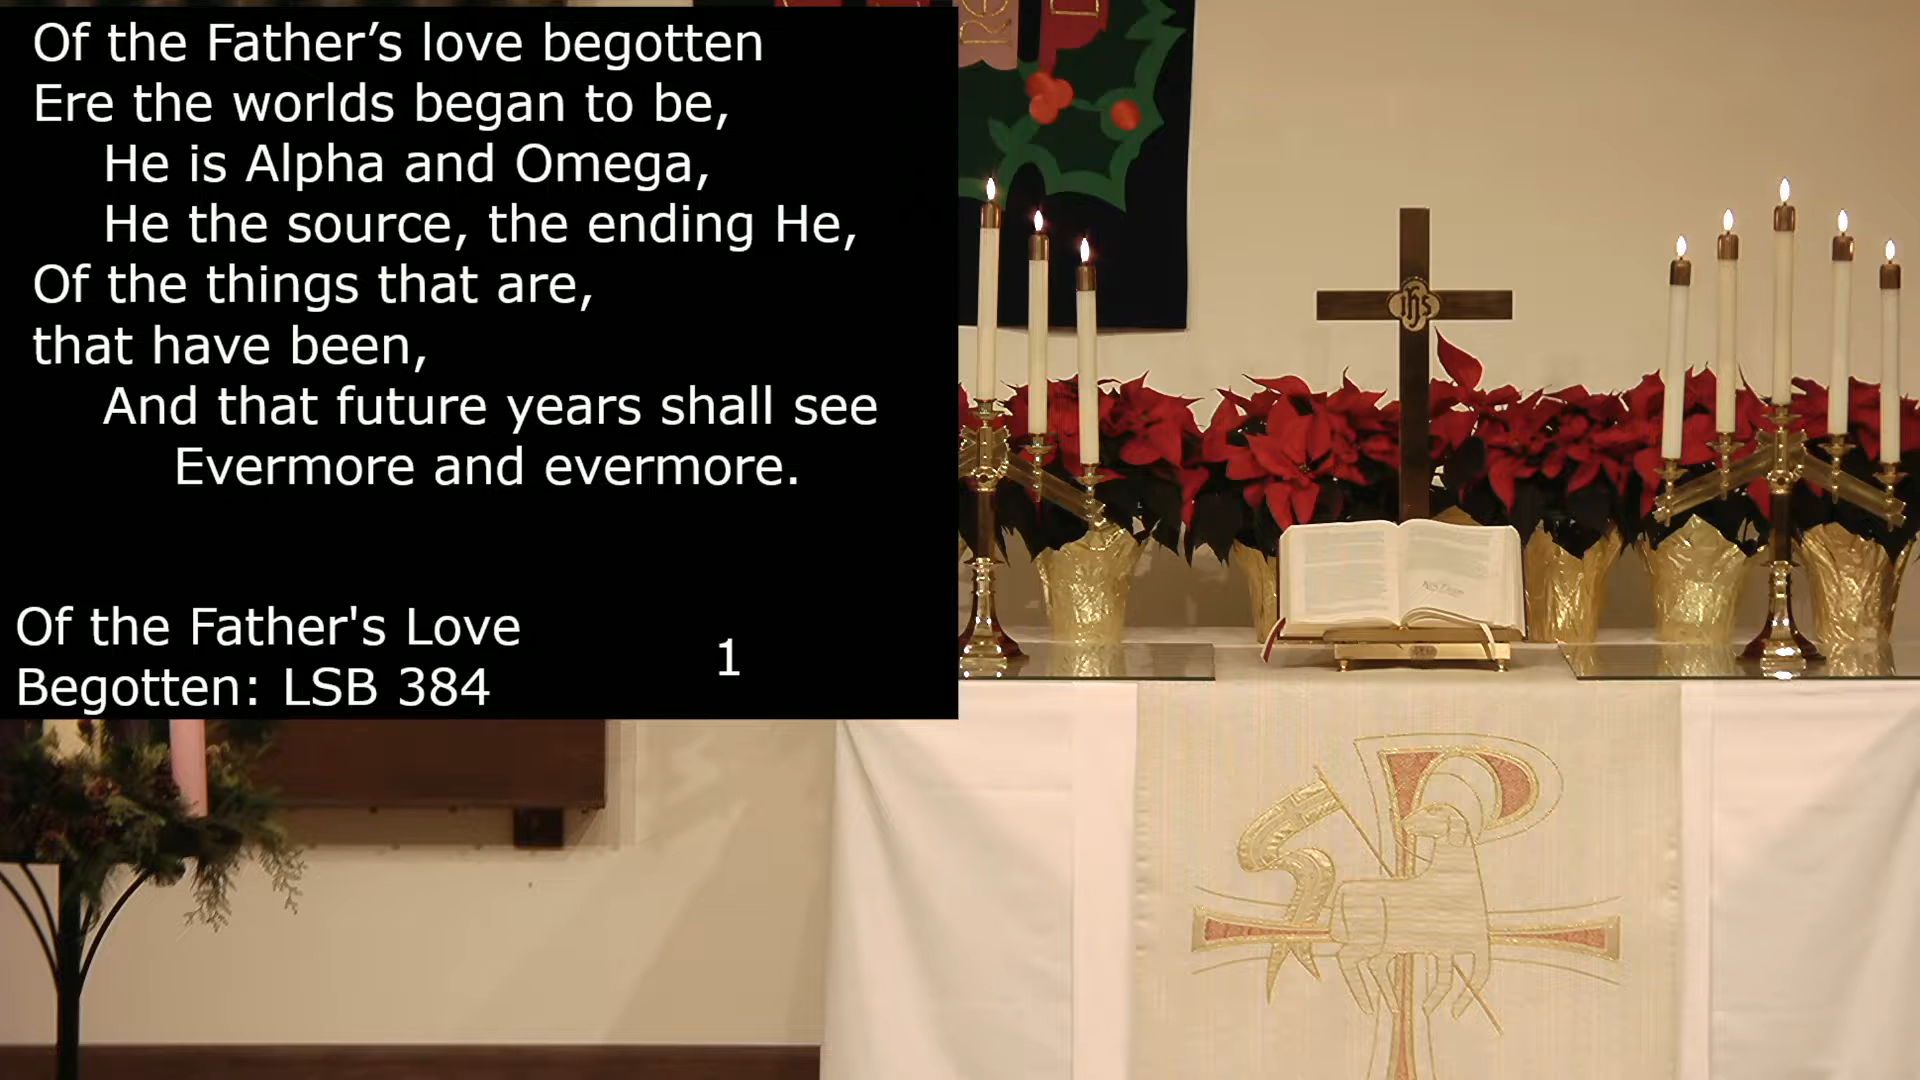 Of the Father’s love begotten
Ere the worlds began to be,
He is Alpha and Omega,
He the source, the ending He,
Of the things that are,
that have been,
And that future years shall see
Evermore and evermore.
Of the Father's Love
Begotten: LSB 384
1
ihs